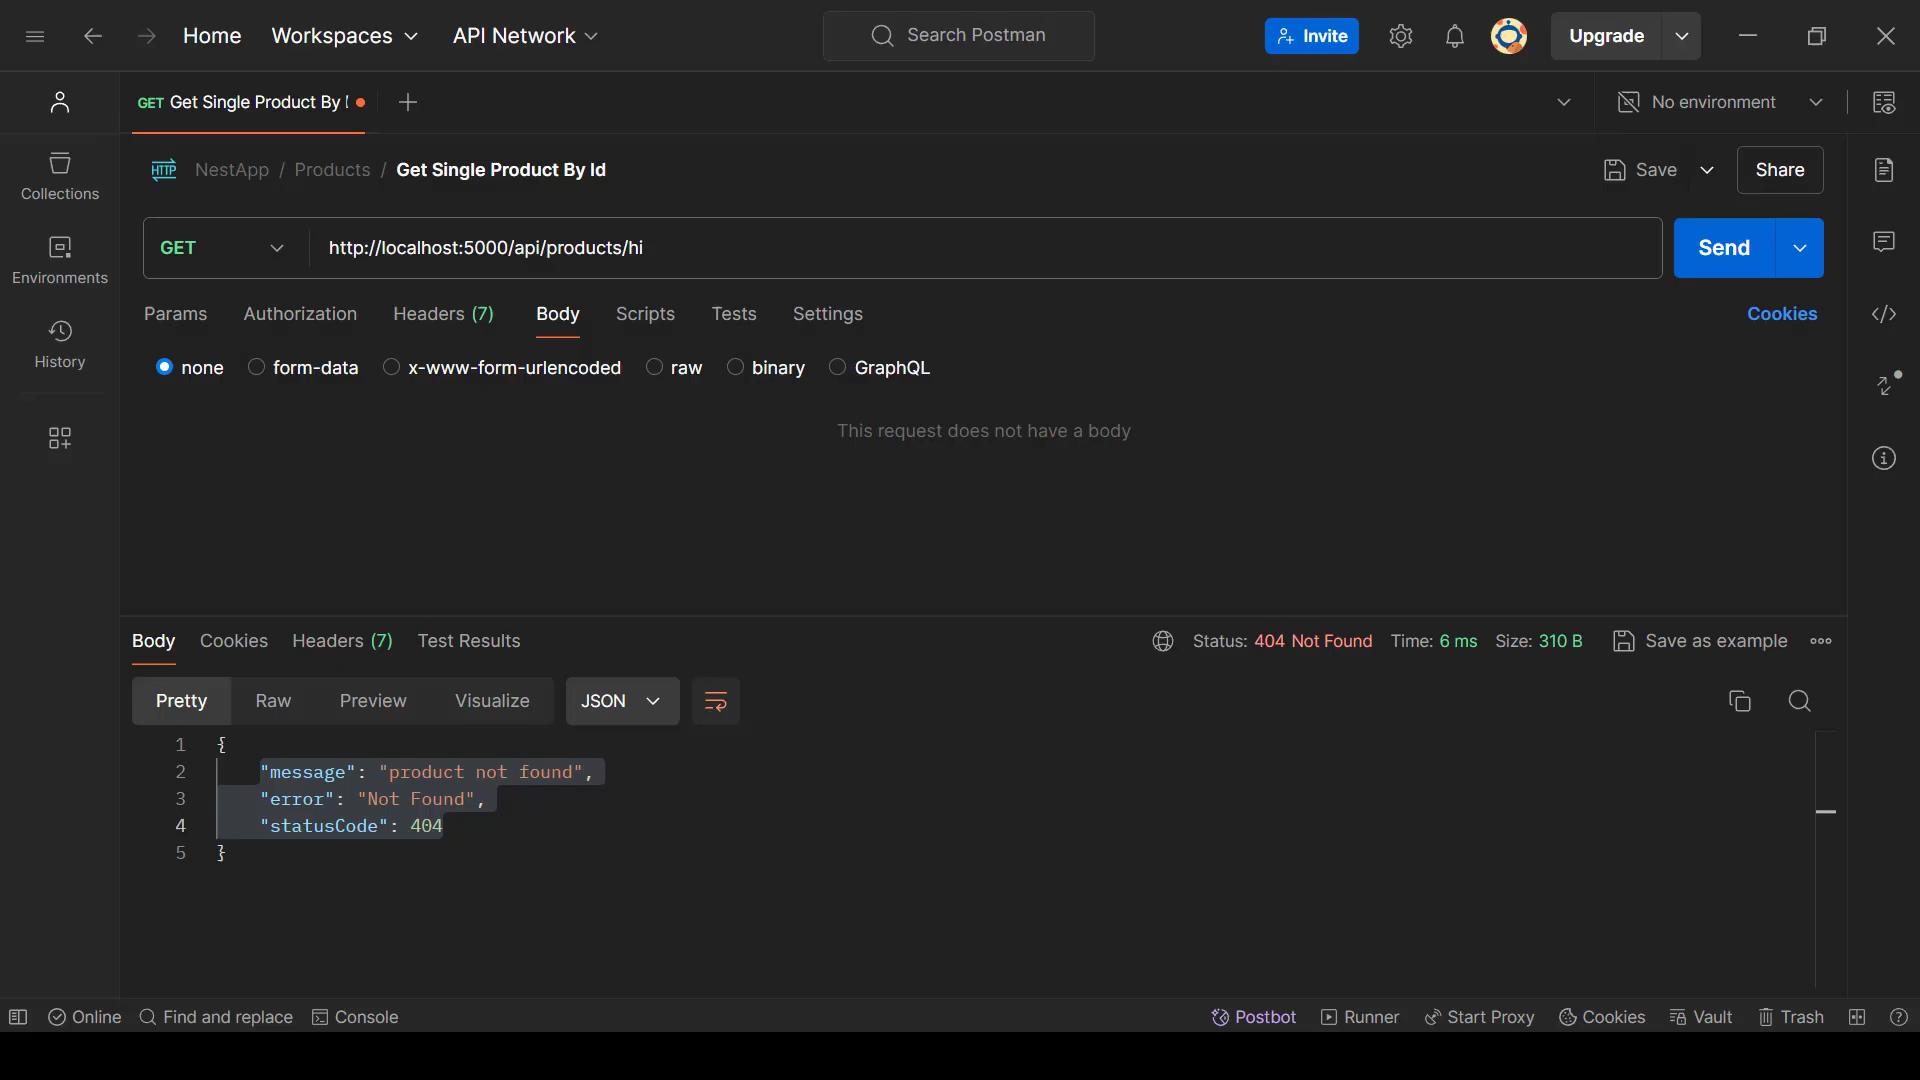 Home Workspaces API Network Search Postman Invite Upgrade
GET Get Single Product By I No environment
HTTP NestApp / Products / Get Single Product By Id Save Share
Collections
GET http://localhost:5000/api/products/hi Send
Environments
Params Authorization Headers (7) Body Scripts Tests Settings Cookies
History
none form-data x-www-form-urlencoded raw binary GraphQL
This request does not have a body
Body Cookies Headers (7) Test Results Status: 404 Not Found Time: 6 ms Size: 310 B Save as example
Pretty Raw Preview Visualize JSON
1 {
2 "message": "product not found",
3 "error": "Not Found",
4 "statusCode": 404
5 }
Online Find and replace Console Postbot Runner Start Proxy Cookies Vault Trash